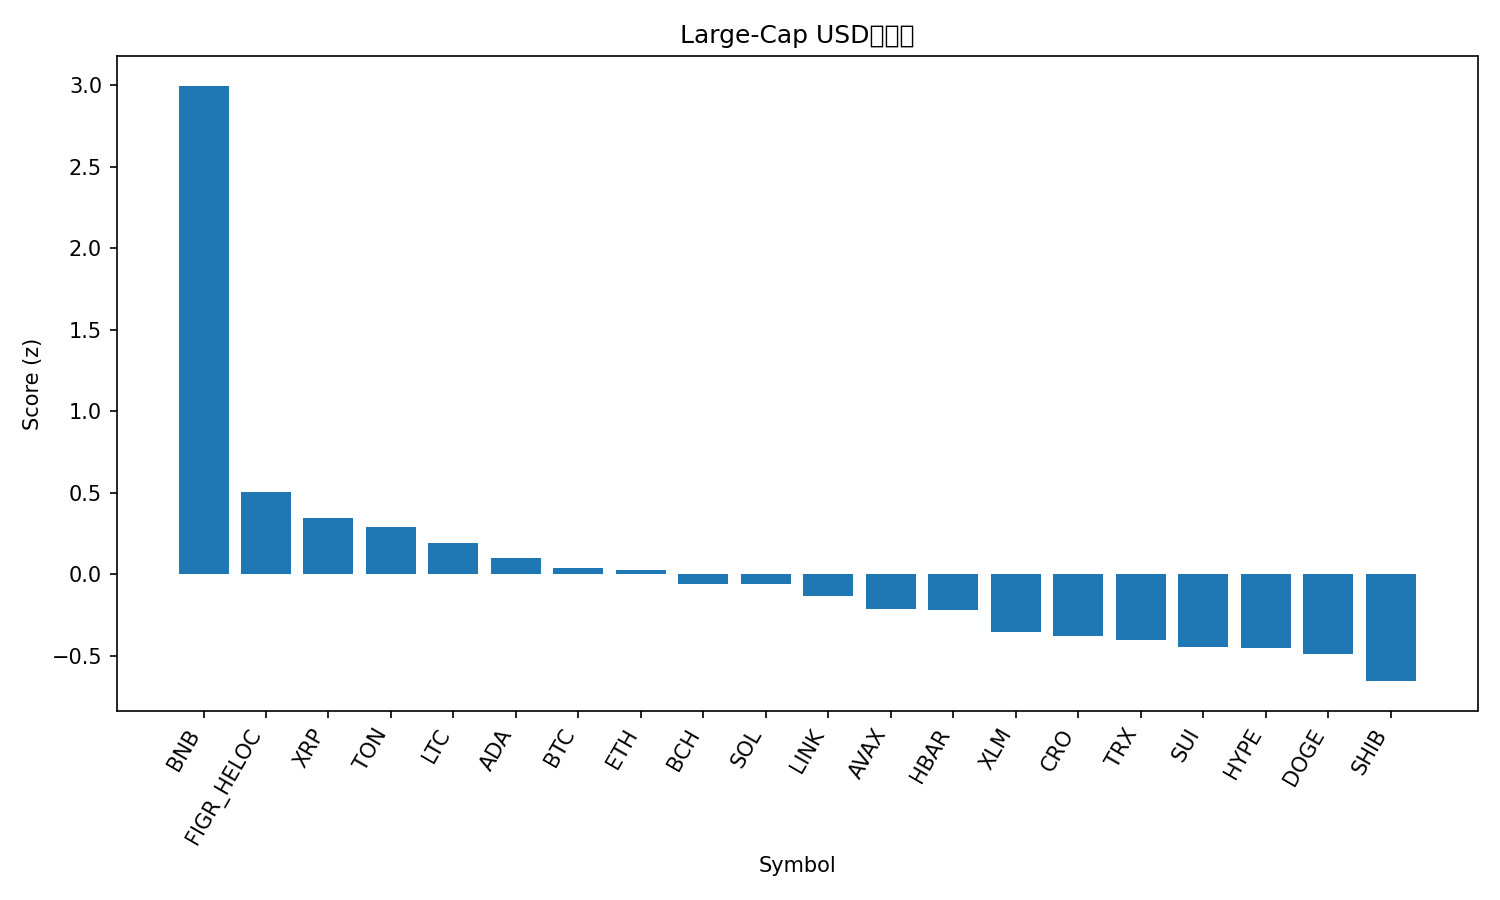 Large-Cap USD
3.0
2.5
2.0
1.5
1.0
0.5
0.0
−0.5
Score (z)
BNB
FIGR_HELOC
XRP
TON
LTC
ADA
BTC
ETH
BCH
SOL
LINK
AVAX
HBAR
XLM
CRO
TRX
SUI
HYPE
DOGE
SHIB
Symbol